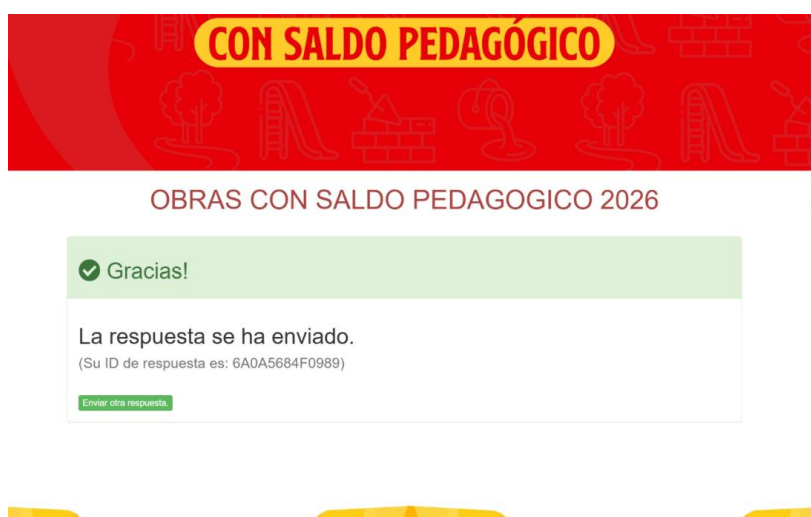 CON SALDO PEDAGÓGICO
OBRAS CON SALDO PEDAGOGICO 2026
Gracias!
La respuesta se ha enviado.
(Su ID de respuesta es: 6A0A5684F0989)
Enviar otra respuesta.